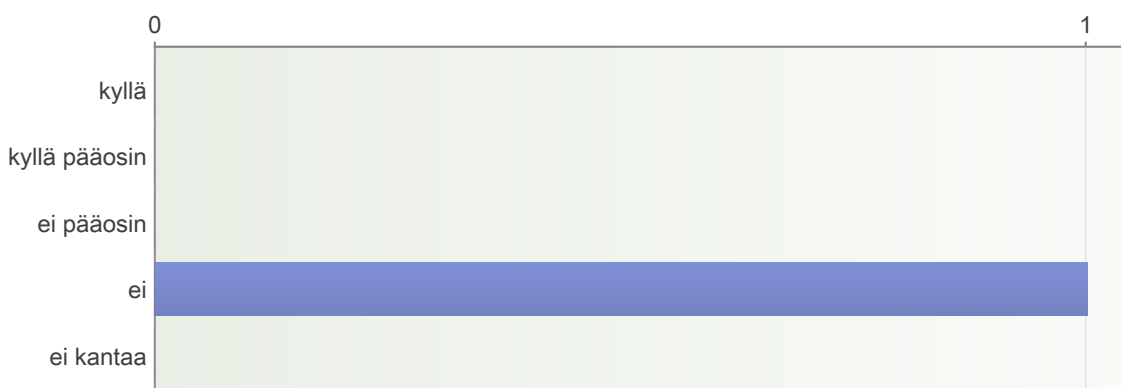 0 1
kyllä
kyllä pääosin
ei pääosin
ei
ei kantaa